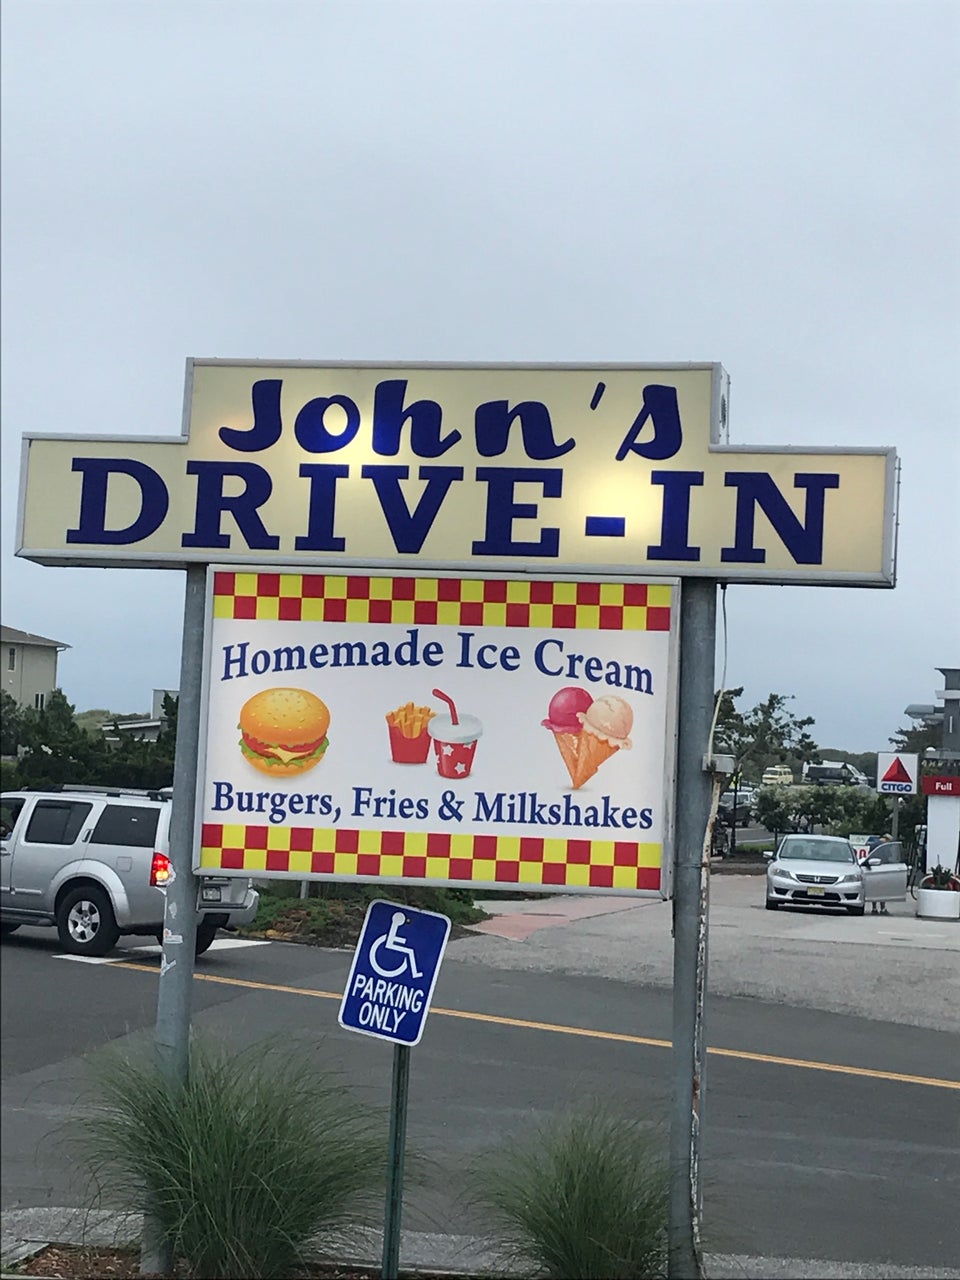 John's
DRIVE-IN
Homemade Ice Cream
Burgers, Fries & Milkshakes
PARKING
ONLY
CITGO
Full